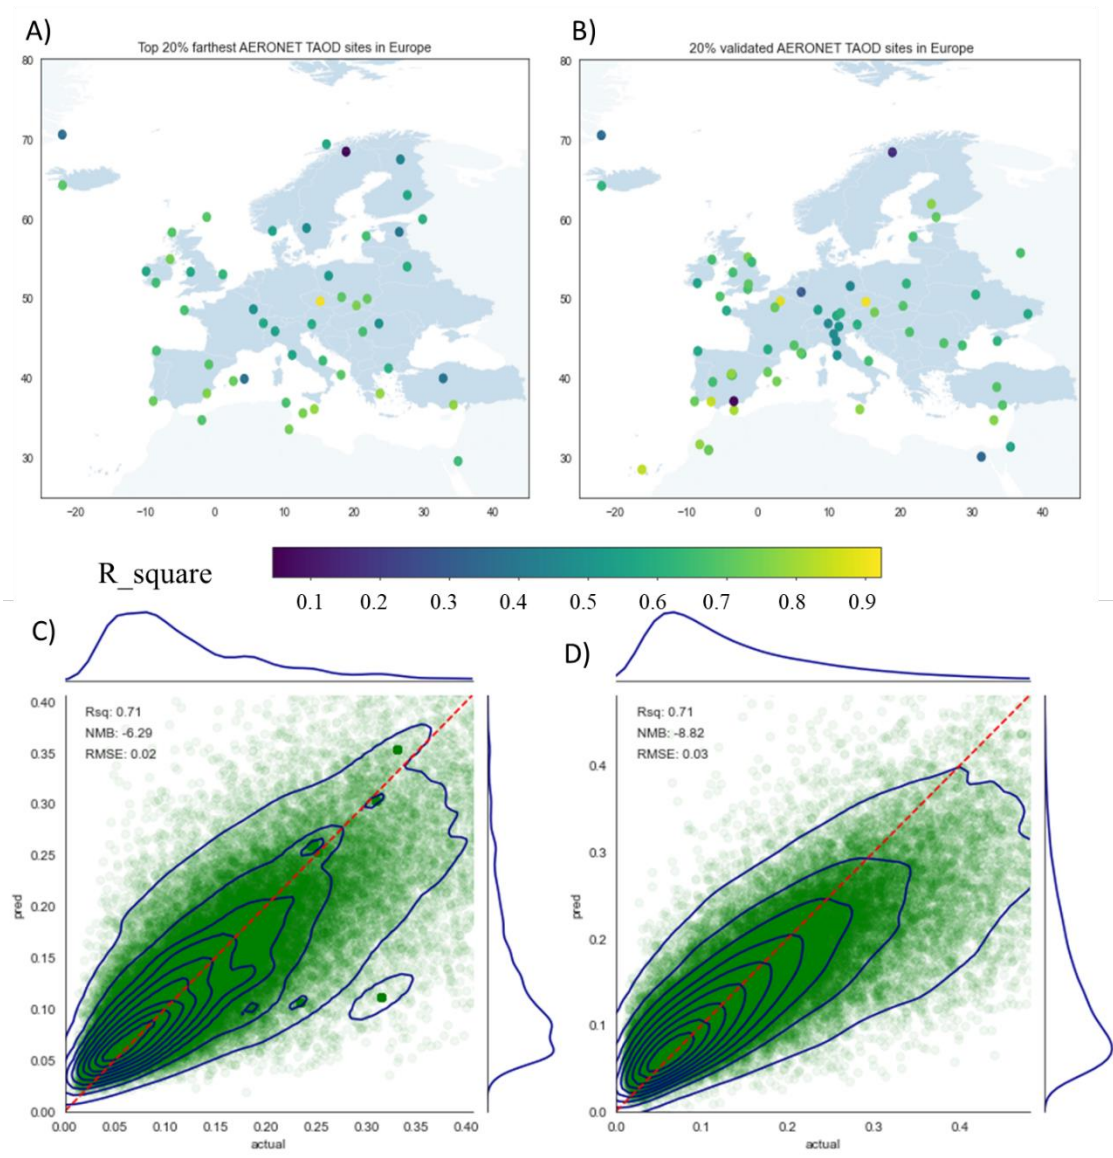 A)
Top 20% farthest AERONET TAOD sites in Europe
80
70
60
50
40
30
−20 −10 0 10 20 30 40
B)
20% validated AERONET TAOD sites in Europe
80
70
60
50
40
30
−20 −10 0 10 20 30 40
R_square
0.1 0.2 0.3 0.4 0.5 0.6 0.7 0.8 0.9
C)
Rsq: 0.71
NMB: -6.29
RMSE: 0.02
0.40
0.35
0.30
0.25
0.20
0.15
0.10
0.05
0.00
pred
0.00 0.05 0.10 0.15 0.20 0.25 0.30 0.35 0.40
actual
D)
Rsq: 0.71
NMB: -8.82
RMSE: 0.03
0.4
0.3
0.2
0.1
0.0
pred
0.0 0.1 0.2 0.3 0.4
actual